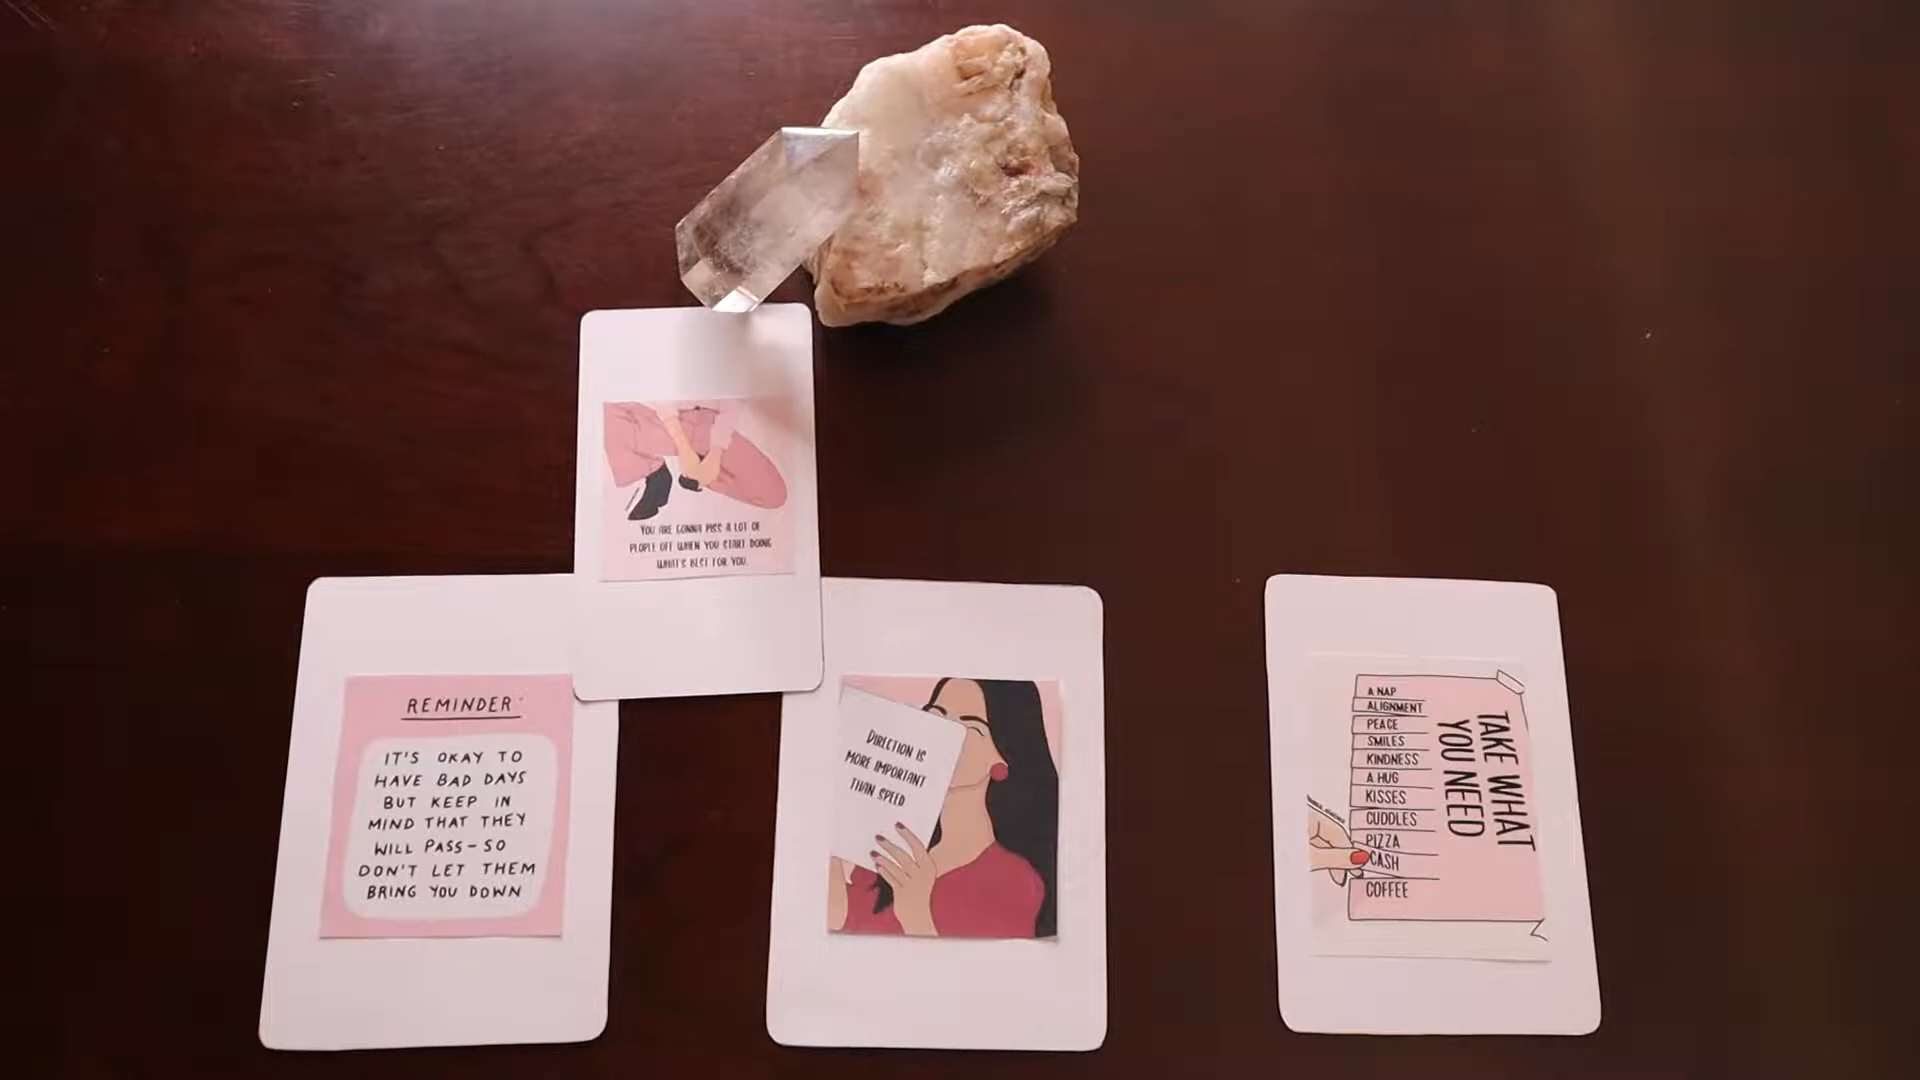 YOU ARE GONNA PISS A LOT OF
PEOPLE OFF WHEN YOU START DOING
WHAT'S BEST FOR YOU.
REMINDER
IT'S OKAY TO
HAVE BAD DAYS
BUT KEEP IN
MIND THAT THEY
WILL PASS-SO
DON'T LET THEM
BRING YOU DOWN
DIRECTION IS
MORE IMPORTANT
THAN SPEED
TAKE WHAT
YOU NEED
A NAP
ALIGNMENT
PEACE
SMILES
KINDNESS
A HUG
KISSES
CUDDLES
PIZZA
CASH
COFFEE